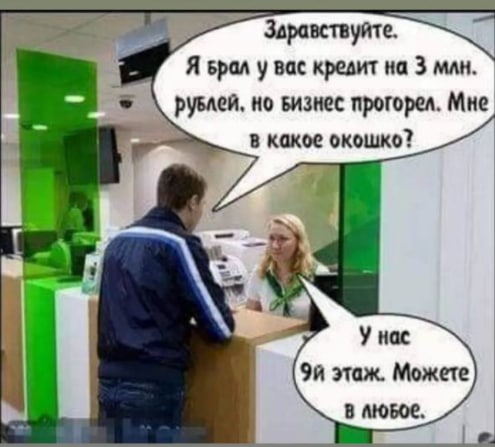 Здравствуйте.
Я брал у вас кредит на 3 млн.
рублей, но бизнес прогорел. Мне
в какое окошко?
У нас
9й этаж. Можете
в любое.